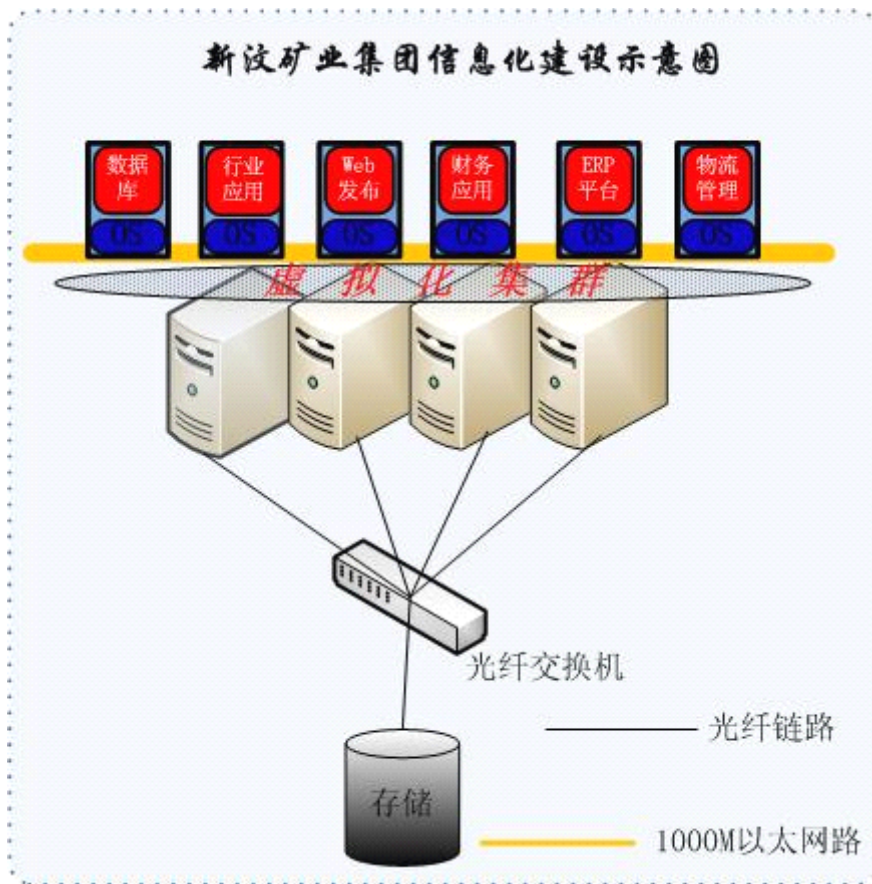 新汶矿业集团信息化建设示意图
数据
库
OS
行业
应用
OS
Web
发布
OS
财务
应用
OS
ERP
平台
OS
物流
管理
OS
虚拟化集群
光纤交换机
光纤链路
存储
1000M以太网路